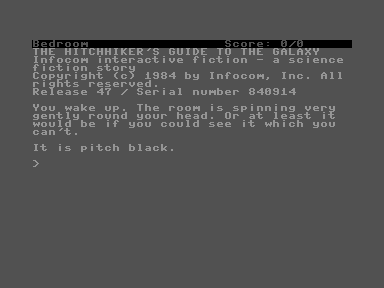 Bedroom Score: 0/0
THE HITCHHIKER'S GUIDE TO THE GALAXY
Infocom interactive fiction - a science
fiction story
Copyright (c) 1984 by Infocom, Inc. All
rights reserved.
Release 47 / Serial number 840914
You wake up. The room is spinning very
gently round your head. Or at least it
would be if you could see it which you
can't.
It is pitch black.
>